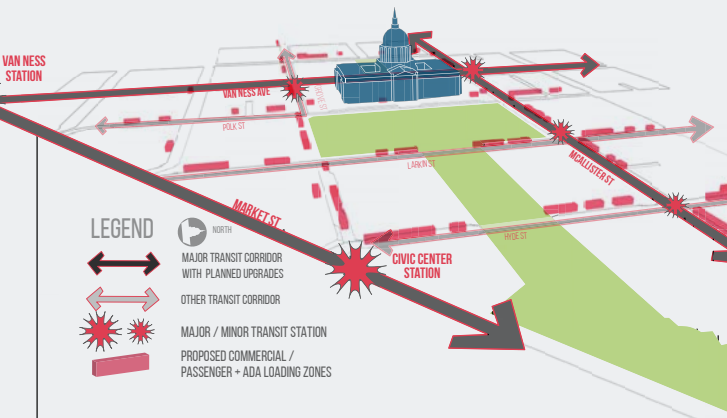 VAN NESS
STATION
VAN NESS AVE
POLK ST
LARKIN ST
MCALLISTER ST
HYDE ST
MARKET ST
CIVIC CENTER
STATION
LEGEND
NORTH
MAJOR TRANSIT CORRIDOR
WITH PLANNED UPGRADES
OTHER TRANSIT CORRIDOR
MAJOR / MINOR TRANSIT STATION
PROPOSED COMMERCIAL /
PASSENGER + ADA LOADING ZONES